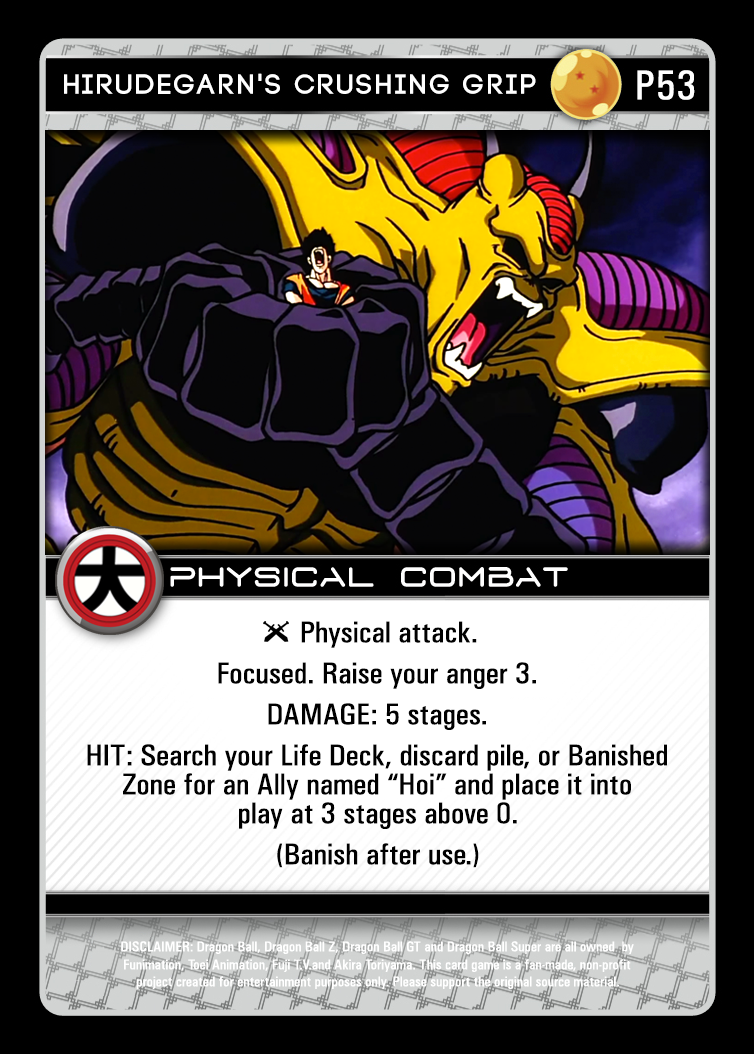 HIRUDEGARN'S CRUSHING GRIP
P53
大
PHYSICAL COMBAT
Physical attack.
Focused. Raise your anger 3.
DAMAGE: 5 stages.
HIT: Search your Life Deck, discard pile, or Banished
Zone for an Ally named “Hoi” and place it into
play at 3 stages above 0.
(Banish after use.)
DISCLAIMER: Dragon Ball, Dragon Ball Z, Dragon Ball GT and Dragon Ball Super are all owned by
Funimation, Toei Animation, Fuji T.V.and Akira Toriyama. This card game is a fan-made, non-profit
project created for entertainment purposes only. Please support the original source material.